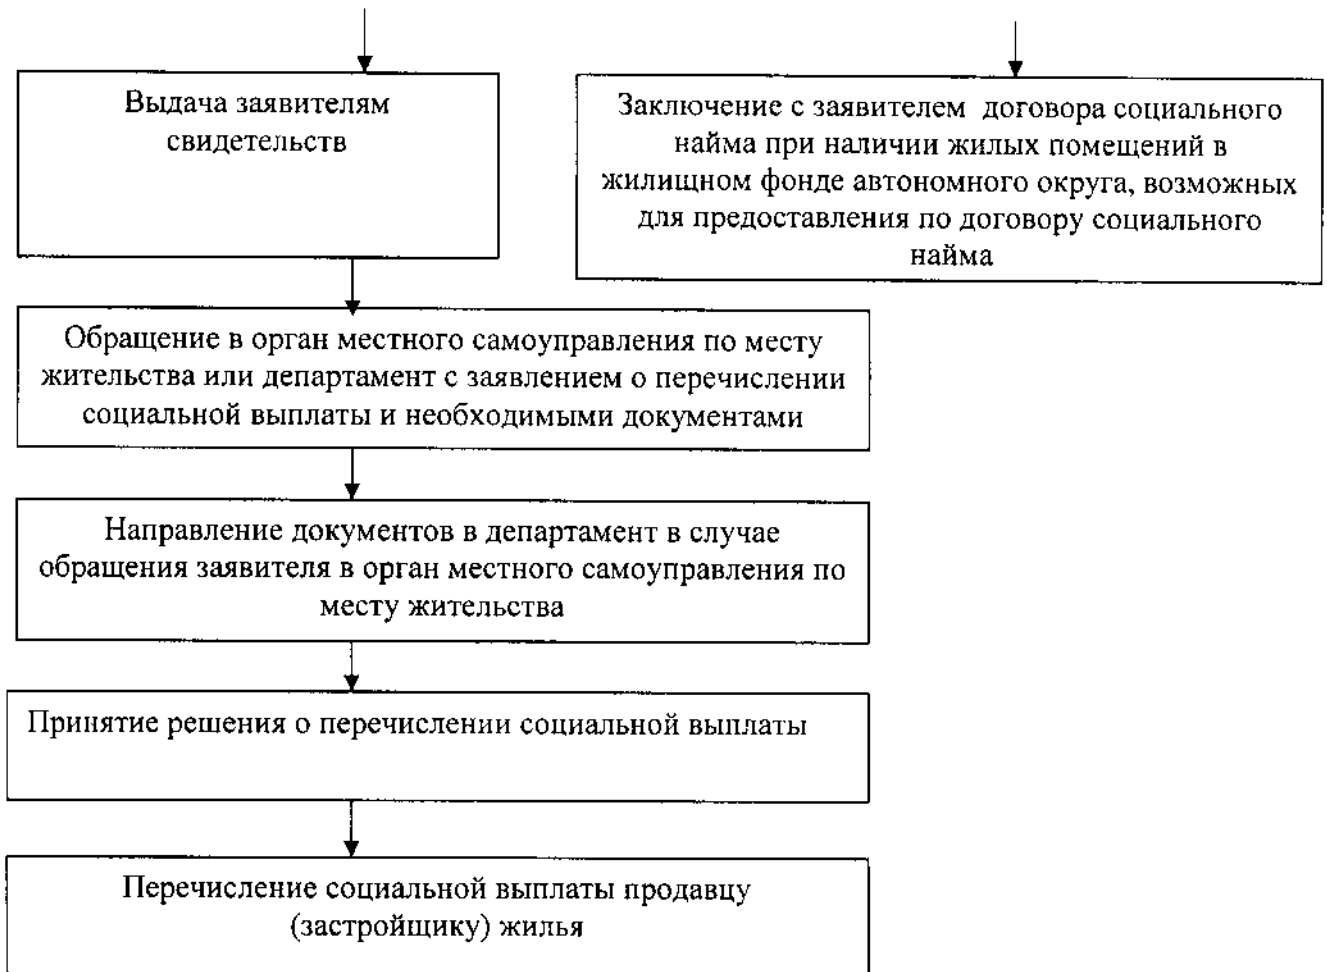 Выдача заявителям
свидетельств
Заключение с заявителем договора социального
найма при наличии жилых помещений в
жилищном фонде автономного округа, возможных
для предоставления по договору социального
найма
Обращение в орган местного самоуправления по месту
жительства или департамент с заявлением о перечислении
социальной выплаты и необходимыми документами
Направление документов в департамент в случае
обращения заявителя в орган местного самоуправления по
месту жительства
Принятие решения о перечислении социальной выплаты
Перечисление социальной выплаты продавцу
(застройщику) жилья